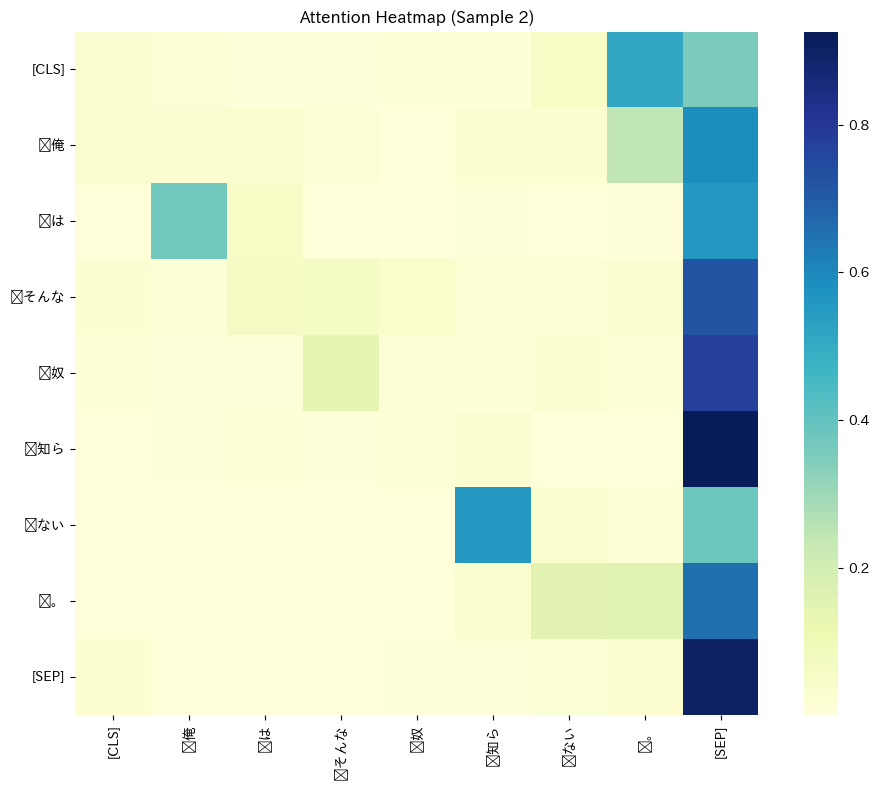 Attention Heatmap (Sample 2)
[CLS]
☒俺
☒は
☒そんな
☒奴
☒知ら
☒ない
☒。
[SEP]
[CLS]
☒俺
☒は
☒そんな
☒奴
☒知ら
☒ない
☒。
[SEP]
0.8
0.6
0.4
0.2